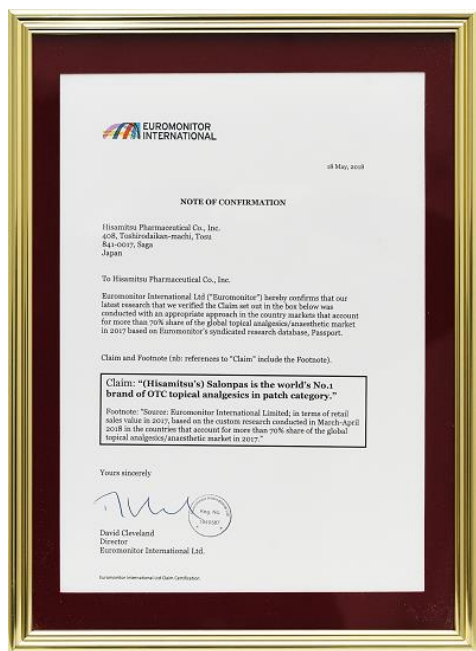 EUROMONITOR
INTERNATIONAL
18 May, 2018
NOTE OF CONFIRMATION
Hisamitsu Pharmaceutical Co., Inc.
408, Toshirodaikan-machi, Tosu
841-0017, Saga
Japan
To Hisamitsu Pharmaceutical Co., Inc.
Euromonitor International Ltd ("Euromonitor") hereby confirms that our
latest research that we verified the Claim set out in the box below was
conducted with an appropriate approach in the country markets that account
for more than 70% share of the global topical analgesics/anaesthetic market
in 2017 based on Euromonitor's syndicated research database, Passport.
Claim and Footnote (nb: references to "Claim" include the Footnote).
Claim: "(Hisamitsu's) Salonpas is the world's No.1
brand of OTC topical analgesics in patch category."
Footnote: "Source: Euromonitor International Limited; in terms of retail
sales value in 2017, based on the custom research conducted in March-April
2018 in the countries that account for more than 70% share of the global
topical analgesics/anaesthetic market in 2017."
Yours sincerely
Reg. No.
David Cleveland
Director
Euromonitor International Ltd.
Euromonitor International Ltd Claim Certification